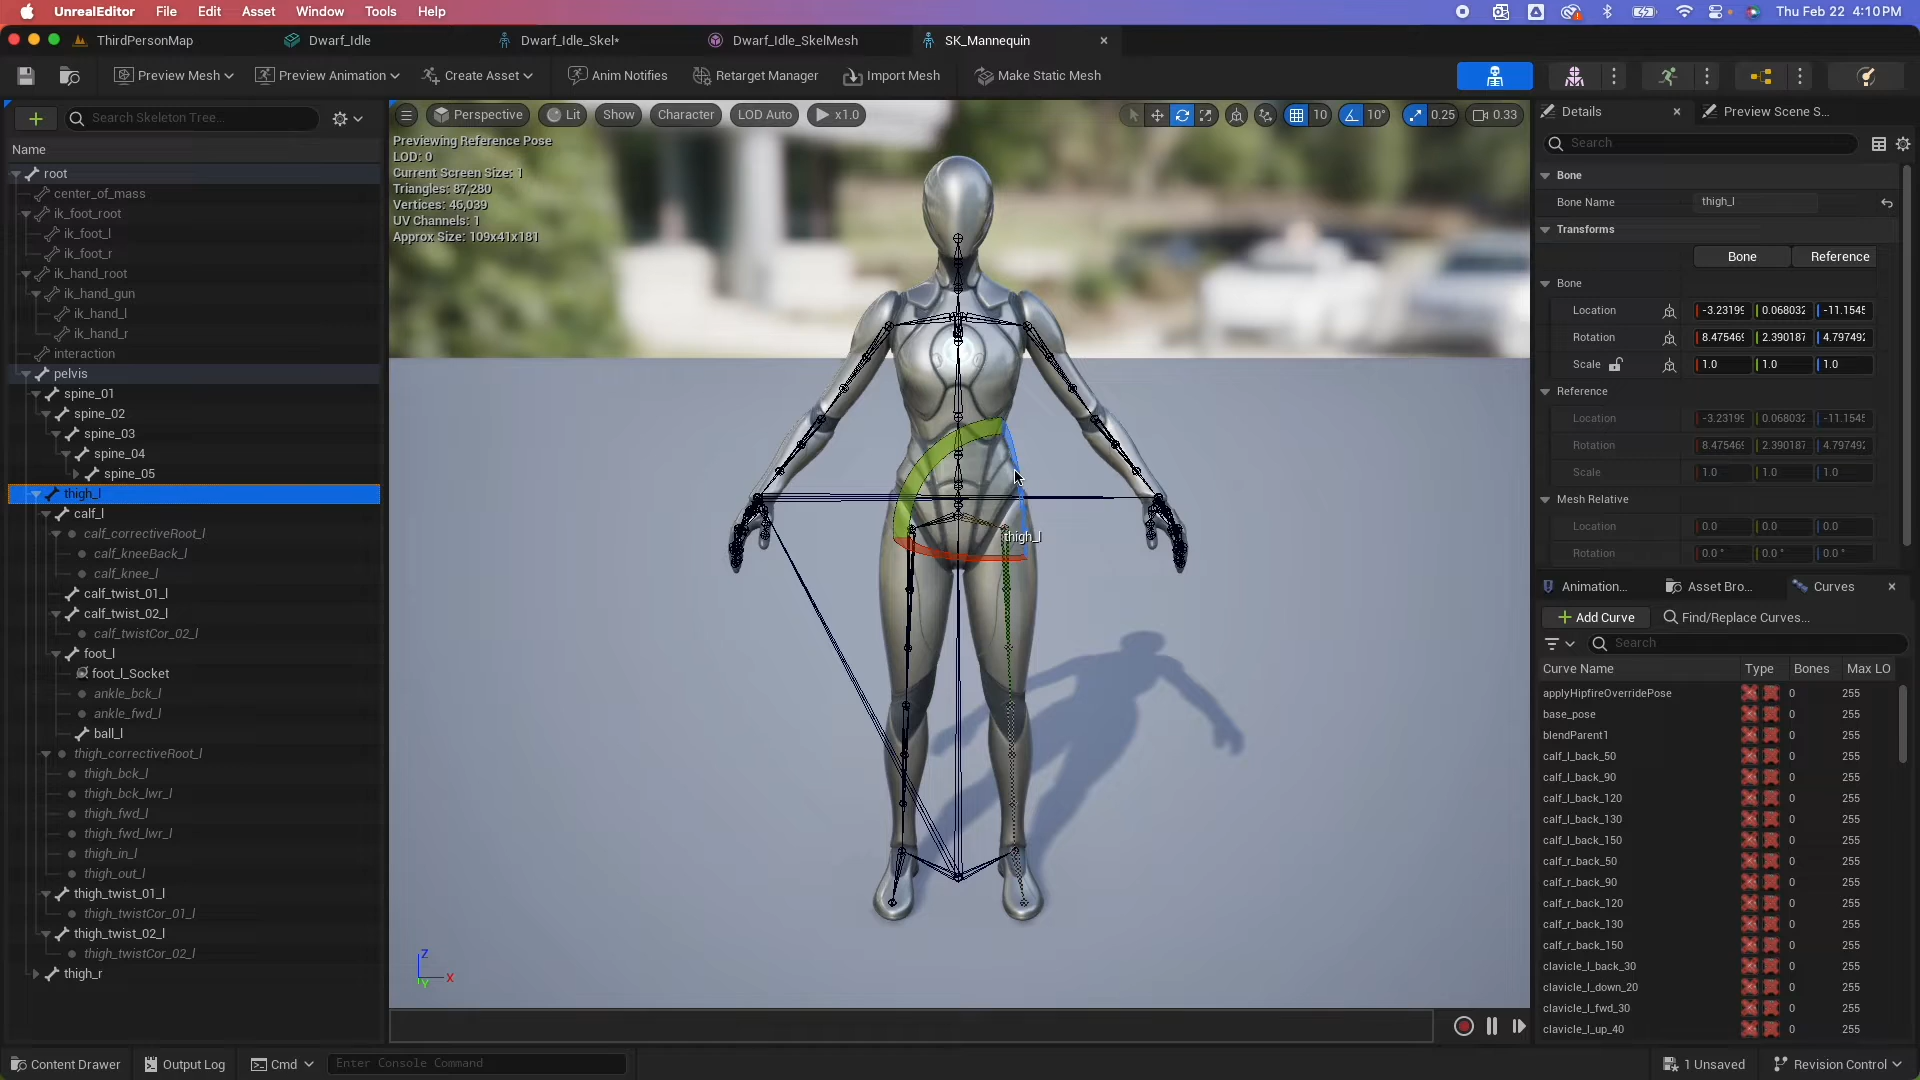 UnrealEditor File Edit Asset Window Tools Help
Thu Feb 22 4:10 PM
ThirdPersonMap
Dwarf_Idle
Dwarf_Idle_Skel*
Dwarf_Idle_SkelMesh
SK_Mannequin
Preview Mesh
Preview Animation
Create Asset
Anim Notifies
Retarget Manager
Import Mesh
Make Static Mesh
Search Skeleton Tree...
Name
root
center_of_mass
ik_foot_root
ik_foot_l
ik_foot_r
ik_hand_root
ik_hand_gun
ik_hand_l
ik_hand_r
interaction
pelvis
spine_01
spine_02
spine_03
spine_04
spine_05
thigh_l
calf_l
calf_correctiveRoot_l
calf_kneeBack_l
calf_knee_l
calf_twist_01_l
calf_twist_02_l
calf_twistCor_02_l
foot_l
foot_l_Socket
ankle_bck_l
ankle_fwd_l
ball_l
thigh_correctiveRoot_l
thigh_bck_l
thigh_bck_lwr_l
thigh_fwd_l
thigh_fwd_lwr_l
thigh_in_l
thigh_out_l
thigh_twist_01_l
thigh_twistCor_01_l
thigh_twist_02_l
thigh_twistCor_02_l
thigh_r
Perspective Lit Show Character LOD Auto x1.0
10 10° 0.25 0.33
Previewing Reference Pose
LOD: 0
Current Screen Size: 1
Triangles: 87,280
Vertices: 46,039
UV Channels: 1
Approx Size: 109x41x181
thigh_l
Z
X
Y
Details
Preview Scene S...
Search
Bone
Bone Name thigh_l
Transforms
Bone Reference
Bone
Location -3.23199 0.068032 -11.1545
Rotation 8.475469 2.390187 4.797492
Scale 1.0 1.0 1.0
Reference
Location -3.23199 0.068032 -11.1545
Rotation 8.475469 2.390187 4.797492
Scale 1.0 1.0 1.0
Mesh Relative
Location 0.0 0.0 0.0
Rotation 0.0 ° 0.0 ° 0.0 °
Animation...
Asset Bro...
Curves
Add Curve
Find/Replace Curves...
Search
Curve Name Type Bones Max LO
applyHipfireOverridePose 0 255
base_pose 0 255
blendParent1 0 255
calf_l_back_50 0 255
calf_l_back_90 0 255
calf_l_back_120 0 255
calf_l_back_130 0 255
calf_l_back_150 0 255
calf_r_back_50 0 255
calf_r_back_90 0 255
calf_r_back_120 0 255
calf_r_back_130 0 255
calf_r_back_150 0 255
clavicle_l_back_30 0 255
clavicle_l_down_20 0 255
clavicle_l_fwd_30 0 255
clavicle_l_up_40 0 255
Content Drawer
Output Log
Cmd
Enter Console Command
1 Unsaved
Revision Control